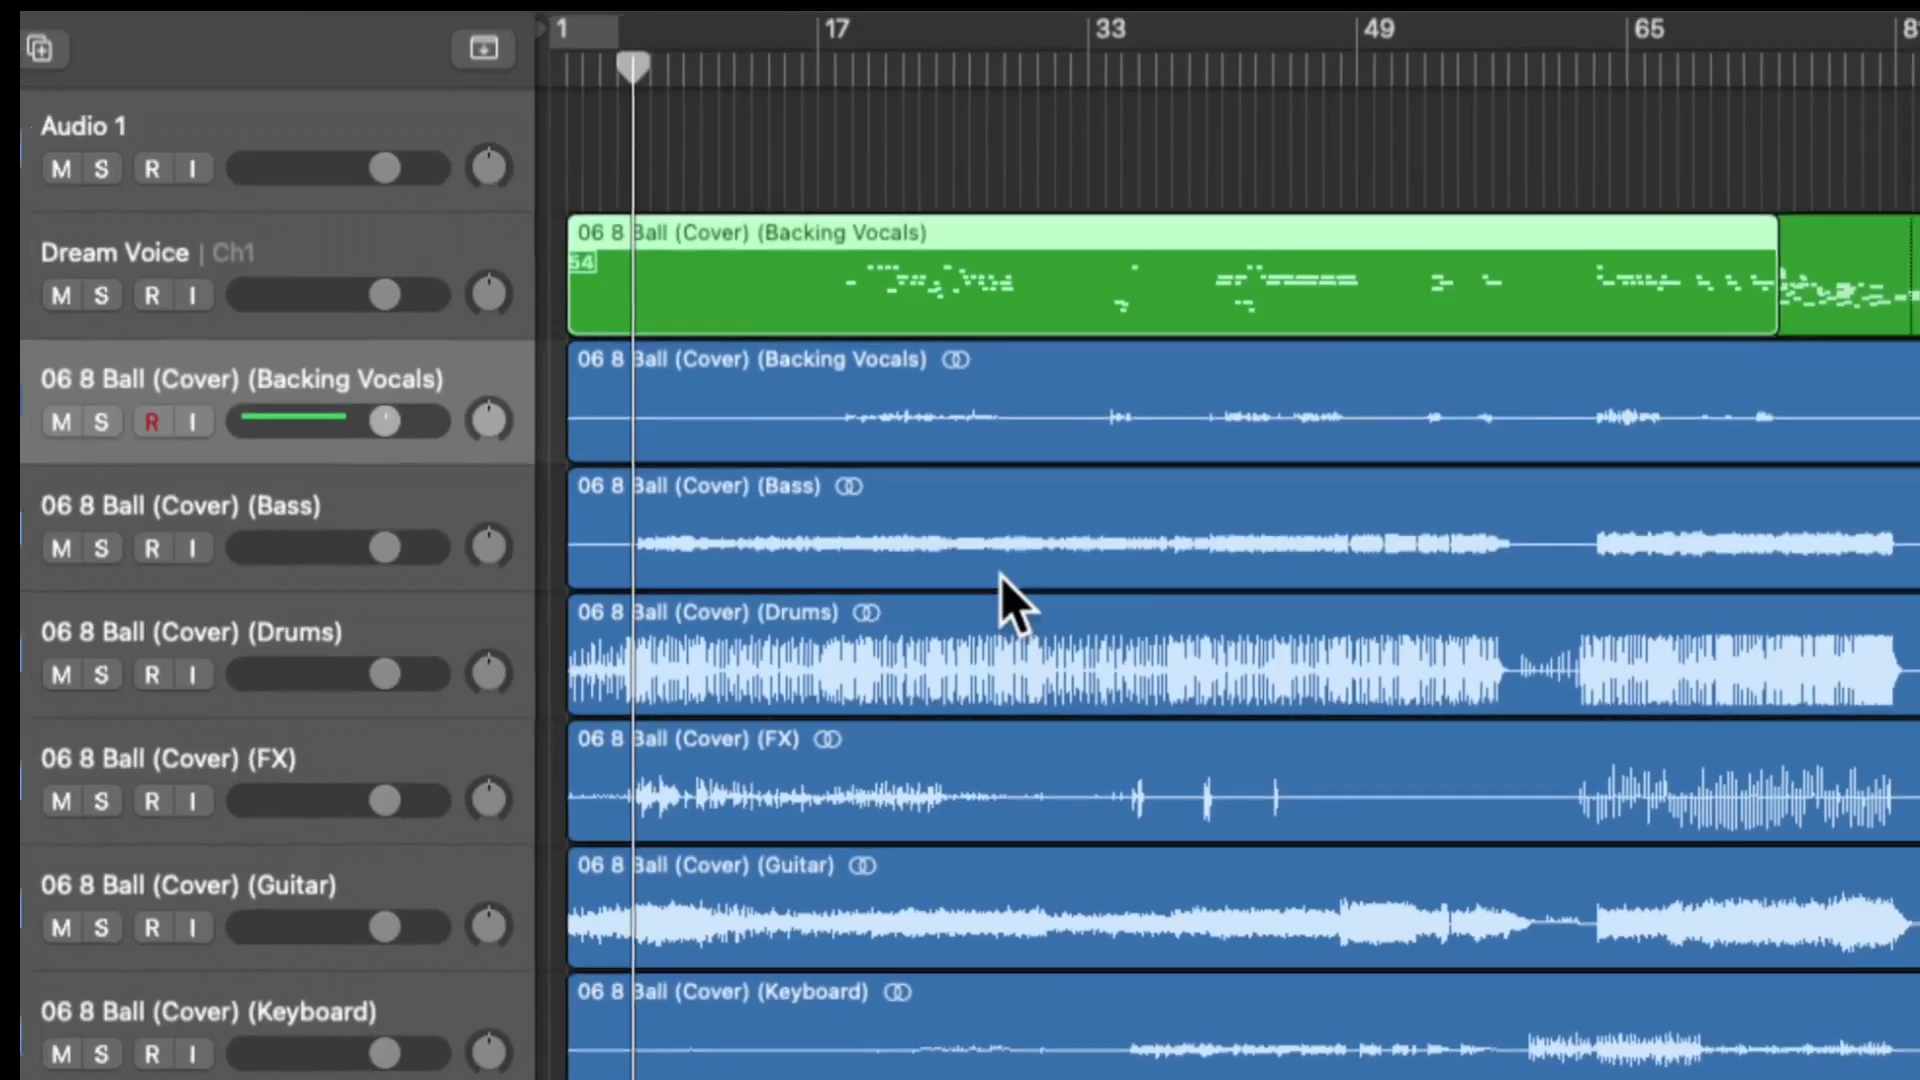 1 17 33 49 65 8
Audio 1
M S R I
Dream Voice | Ch1
M S R I
06 8 Ball (Cover) (Backing Vocals)
54
06 8 Ball (Cover) (Backing Vocals)
M S R I
06 8 Ball (Cover) (Backing Vocals)
06 8 Ball (Cover) (Bass)
M S R I
06 8 Ball (Cover) (Bass)
06 8 Ball (Cover) (Drums)
M S R I
06 8 Ball (Cover) (Drums)
06 8 Ball (Cover) (FX)
M S R I
06 8 Ball (Cover) (FX)
06 8 Ball (Cover) (Guitar)
M S R I
06 8 Ball (Cover) (Guitar)
06 8 Ball (Cover) (Keyboard)
M S R I
06 8 Ball (Cover) (Keyboard)